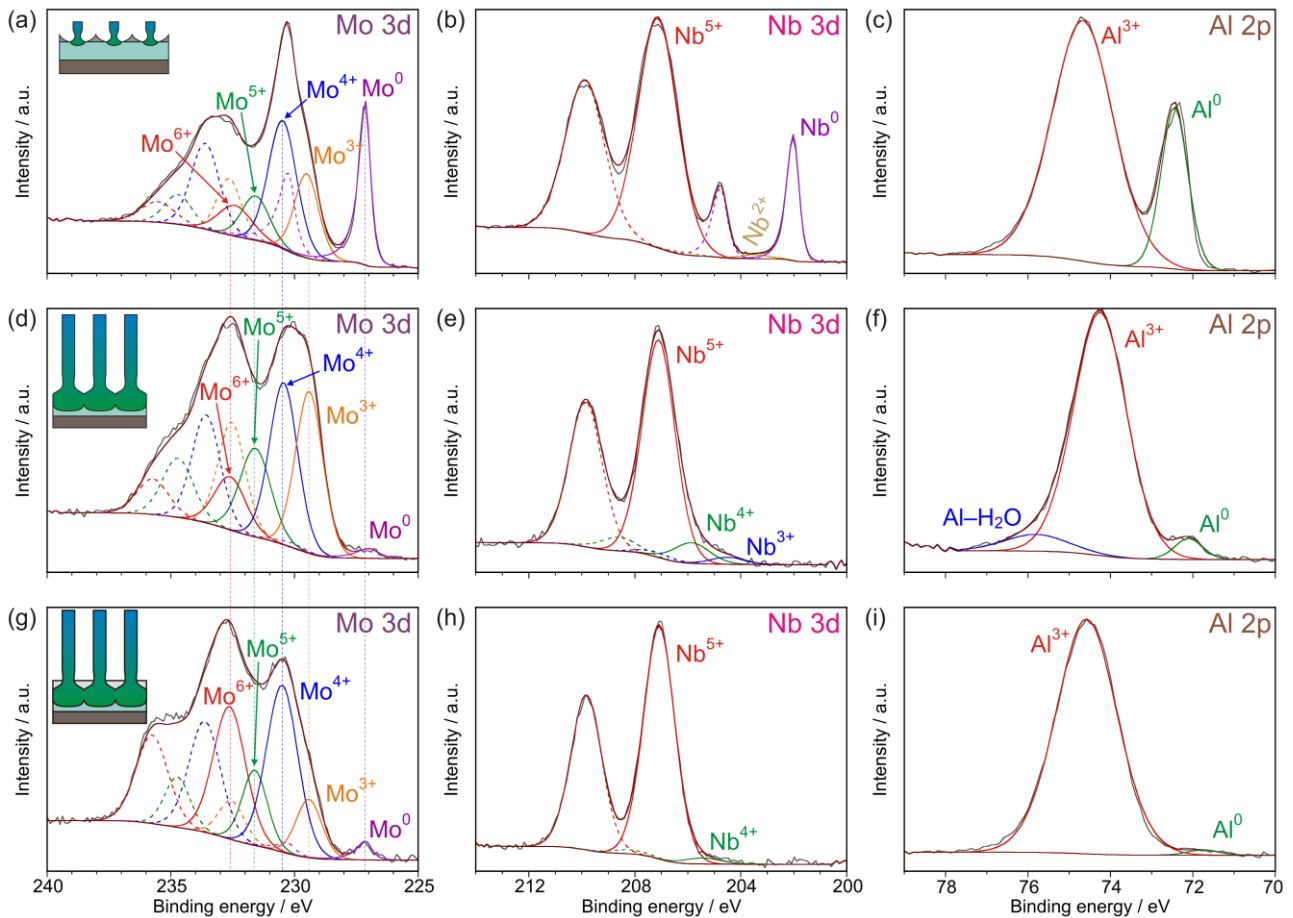 (a) Mo 3d
Mo⁶⁺ Mo⁵⁺ Mo⁴⁺ Mo³⁺ Mo⁰
Intensity / a.u.
(b) Nb 3d
Nb⁵⁺ Nb²⁺ Nb⁰
Intensity / a.u.
(c) Al 2p
Al³⁺ Al⁰
Intensity / a.u.
(d) Mo 3d
Mo⁶⁺ Mo⁵⁺ Mo⁴⁺ Mo³⁺ Mo⁰
Intensity / a.u.
(e) Nb 3d
Nb⁵⁺ Nb⁴⁺ Nb³⁺
Intensity / a.u.
(f) Al 2p
Al³⁺ Al–H₂O Al⁰
Intensity / a.u.
(g) Mo 3d
Mo⁶⁺ Mo⁵⁺ Mo⁴⁺ Mo³⁺ Mo⁰
Intensity / a.u.
240 235 230 225
Binding energy / eV
(h) Nb 3d
Nb⁵⁺ Nb⁴⁺
Intensity / a.u.
212 208 204 200
Binding energy / eV
(i) Al 2p
Al³⁺ Al⁰
Intensity / a.u.
78 76 74 72 70
Binding energy / eV